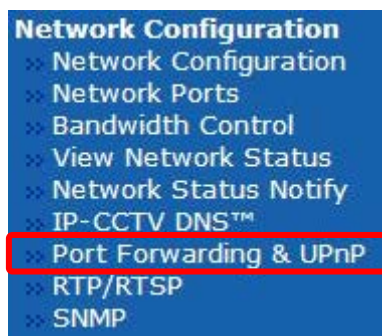 Network Configuration
» Network Configuration
» Network Ports
» Bandwidth Control
» View Network Status
» Network Status Notify
» IP-CCTV DNS™
» Port Forwarding & UPnP
» RTP/RTSP
» SNMP